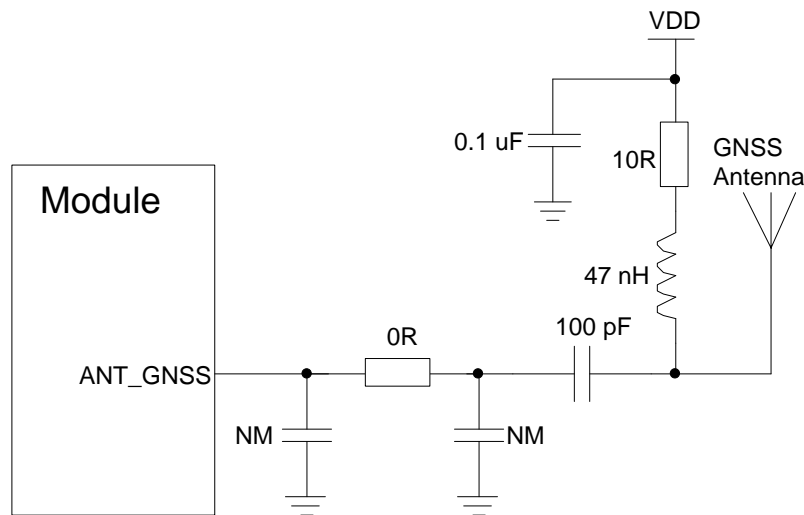 VDD
0.1 uF
10R
GNSS
Antenna
Module
47 nH
100 pF
0R
ANT_GNSS
NM
NM